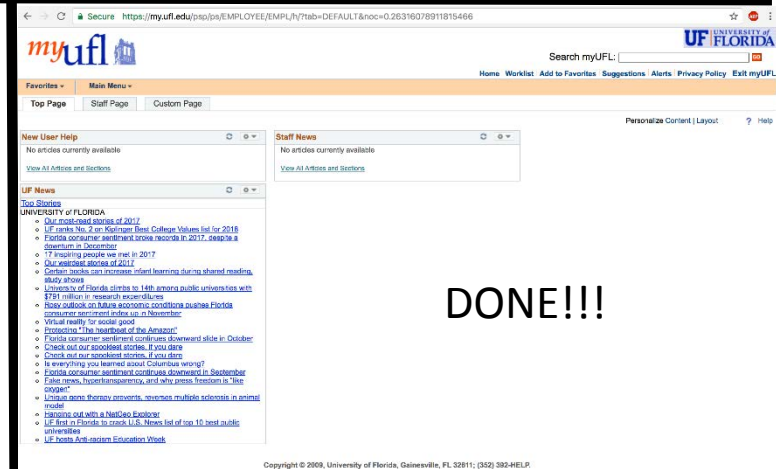 Secure https://my.ufl.edu/psp/ps/EMPLOYEE/EMPL/h/?tab=DEFAULT&noc=0.26316078911815466
myufl
UF UNIVERSITY of FLORIDA
Search myUFL:
GO
Home Worklist Add to Favorites Suggestions Alerts Privacy Policy Exit myUFL
Favorites Main Menu
Top Page Staff Page Custom Page
Personalize Content | Layout ? Help
New User Help
No articles currently available
View All Articles and Sections
Staff News
No articles currently available
View All Articles and Sections
UF News
Top Stories
UNIVERSITY of FLORIDA
Our most-read stories of 2017
UF ranks No. 2 on Kiplinger Best College Values list for 2018
Florida consumer sentiment broke records in 2017, despite a
downturn in December
17 inspiring people we met in 2017
Our weirdest stories of 2017
Certain books can increase infant learning during shared reading,
study shows
University of Florida climbs to 14th among public universities with
$791 million in research expenditures
Rosy outlook on future economic conditions pushes Florida
consumer sentiment index up in November
Virtual reality for social good
Protecting "The heartbeat of the Amazon"
Florida consumer sentiment continues downward slide in October
Check out our spookiest stories, if you dare
Check out our spookiest stories, if you dare
Is everything you learned about Columbus wrong?
Florida consumer sentiment continues downward in September
Fake news, hypertransparency, and why press freedom is "like
oxygen"
Unique gene therapy prevents, reverses multiple sclerosis in animal
model
Hanging out with a NatGeo Explorer
UF first in Florida to crack U.S. News list of top 10 best public
universities
UF hosts Anti-racism Education Week
DONE!!!
Copyright © 2009, University of Florida, Gainesville, FL 32611; (352) 392-HELP.